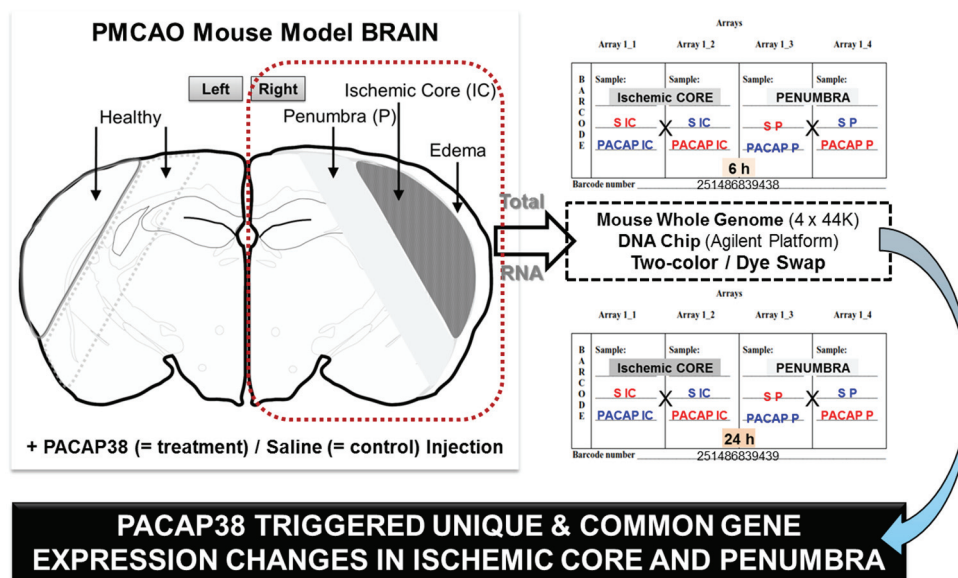 PMCAO Mouse Model BRAIN
Left Right
Ischemic Core (IC)
Healthy
Penumbra (P)
Edema
+ PACAP38 (= treatment) / Saline (= control) Injection
Total
RNA
Arrays
Array 1_1 Array 1_2 Array 1_3 Array 1_4
BARCODE
Sample: Sample: Sample: Sample:
Ischemic CORE PENUMBRA
S IC X S IC S P X S P
PACAP IC PACAP IC PACAP P PACAP P
6 h
Barcode number 251486839438
Mouse Whole Genome (4 x 44K)
DNA Chip (Agilent Platform)
Two-color / Dye Swap
Arrays
Array 1_1 Array 1_2 Array 1_3 Array 1_4
BARCODE
Sample: Sample: Sample: Sample:
Ischemic CORE PENUMBRA
S IC X S IC S P X S P
PACAP IC PACAP IC PACAP P PACAP P
24 h
Barcode number 251486839439
PACAP38 TRIGGERED UNIQUE & COMMON GENE
EXPRESSION CHANGES IN ISCHEMIC CORE AND PENUMBRA